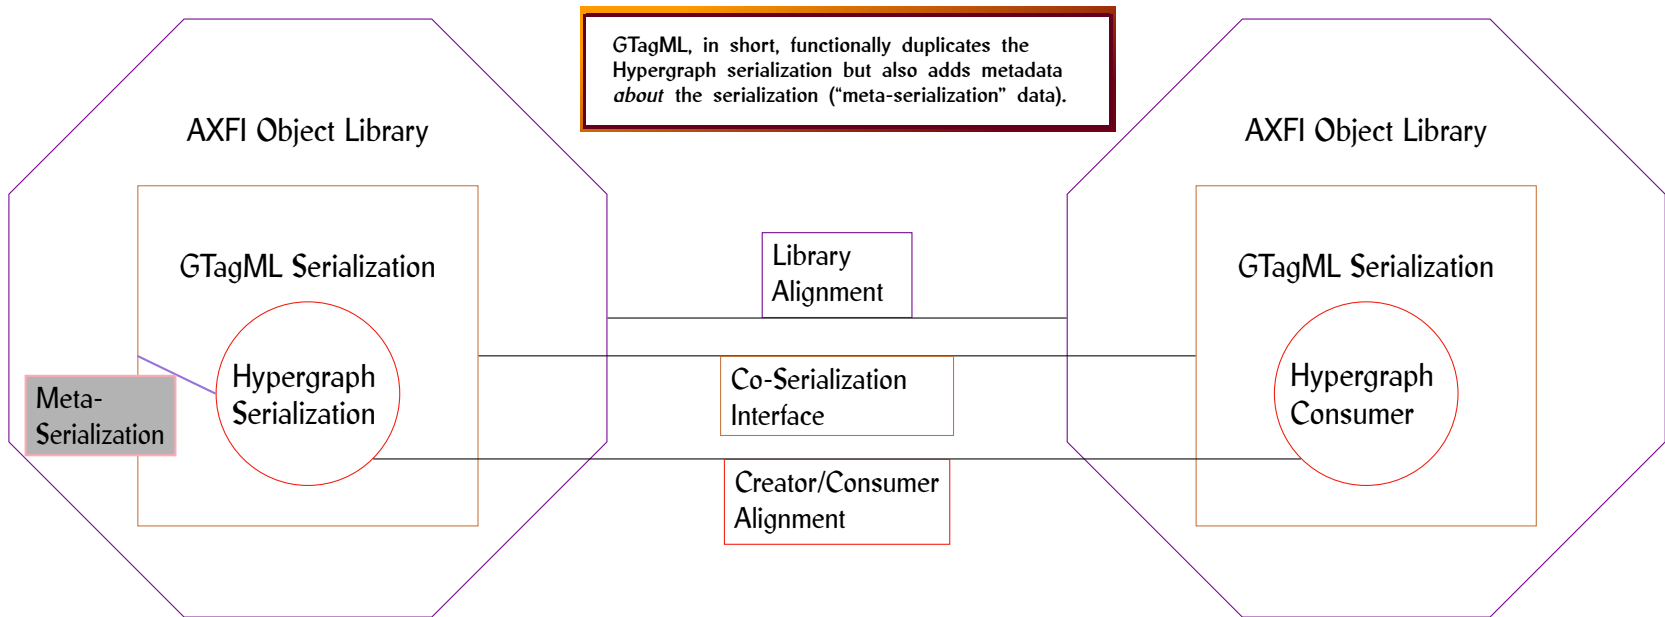 GTagML, in short, functionally duplicates the
Hypergraph serialization but also adds metadata
about the serialization (“meta-serialization” data).
AXFI Object Library
GTagML Serialization
Hypergraph
Serialization
Meta-
Serialization
Library
Alignment
Co-Serialization
Interface
Creator/Consumer
Alignment
AXFI Object Library
GTagML Serialization
Hypergraph
Consumer